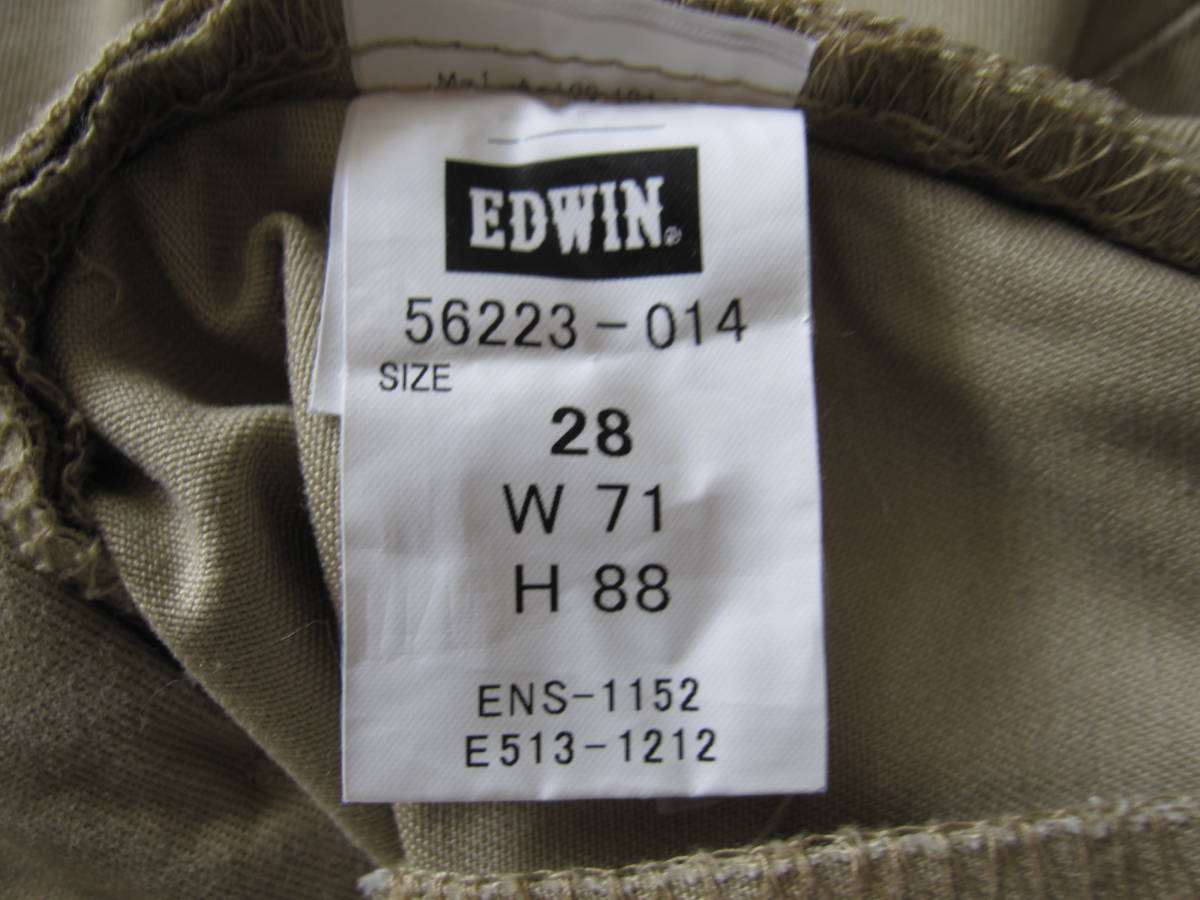 EDWIN®
56223-014
SIZE
28
W 71
H 88
ENS-1152
E513-1212